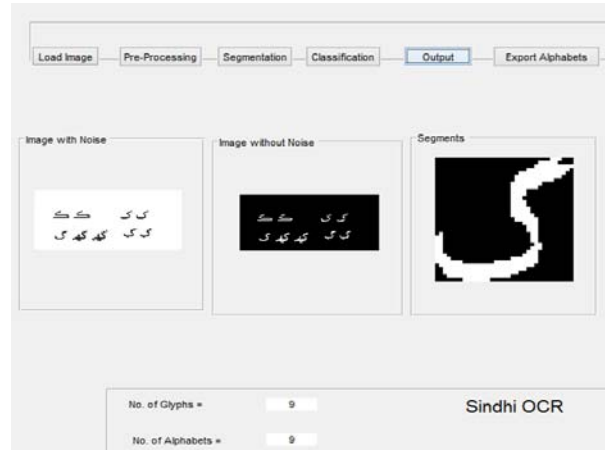 Load Image Pre-Processing Segmentation Classification Output Export Alphabets
Image with Noise
Image without Noise
Segments
No. of Glyphs = 9
Sindhi OCR
No. of Alphabets = 9